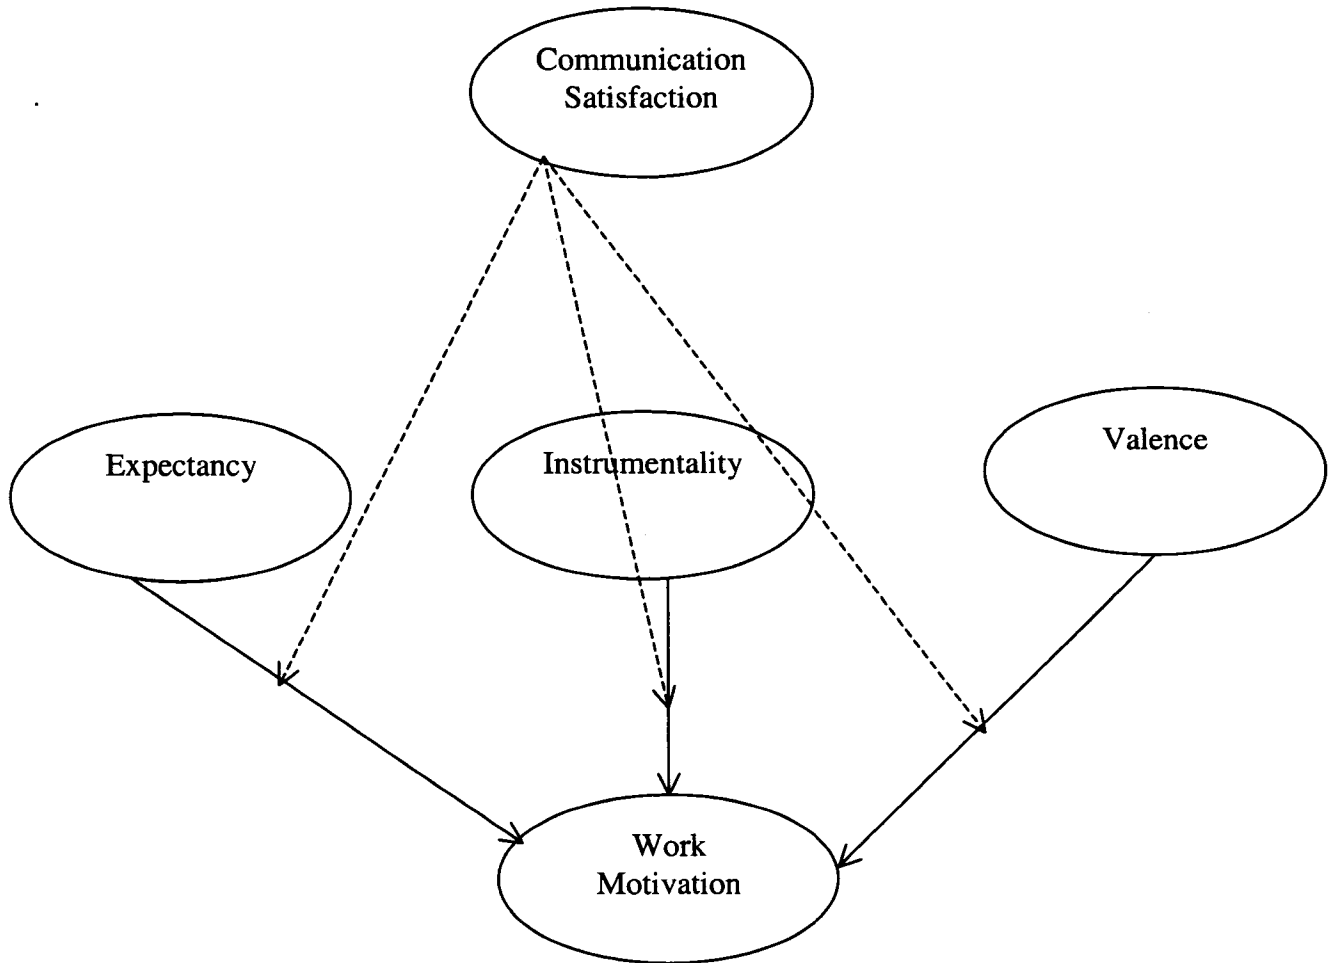 Communication
Satisfaction
Expectancy
Instrumentality
Valence
Work
Motivation